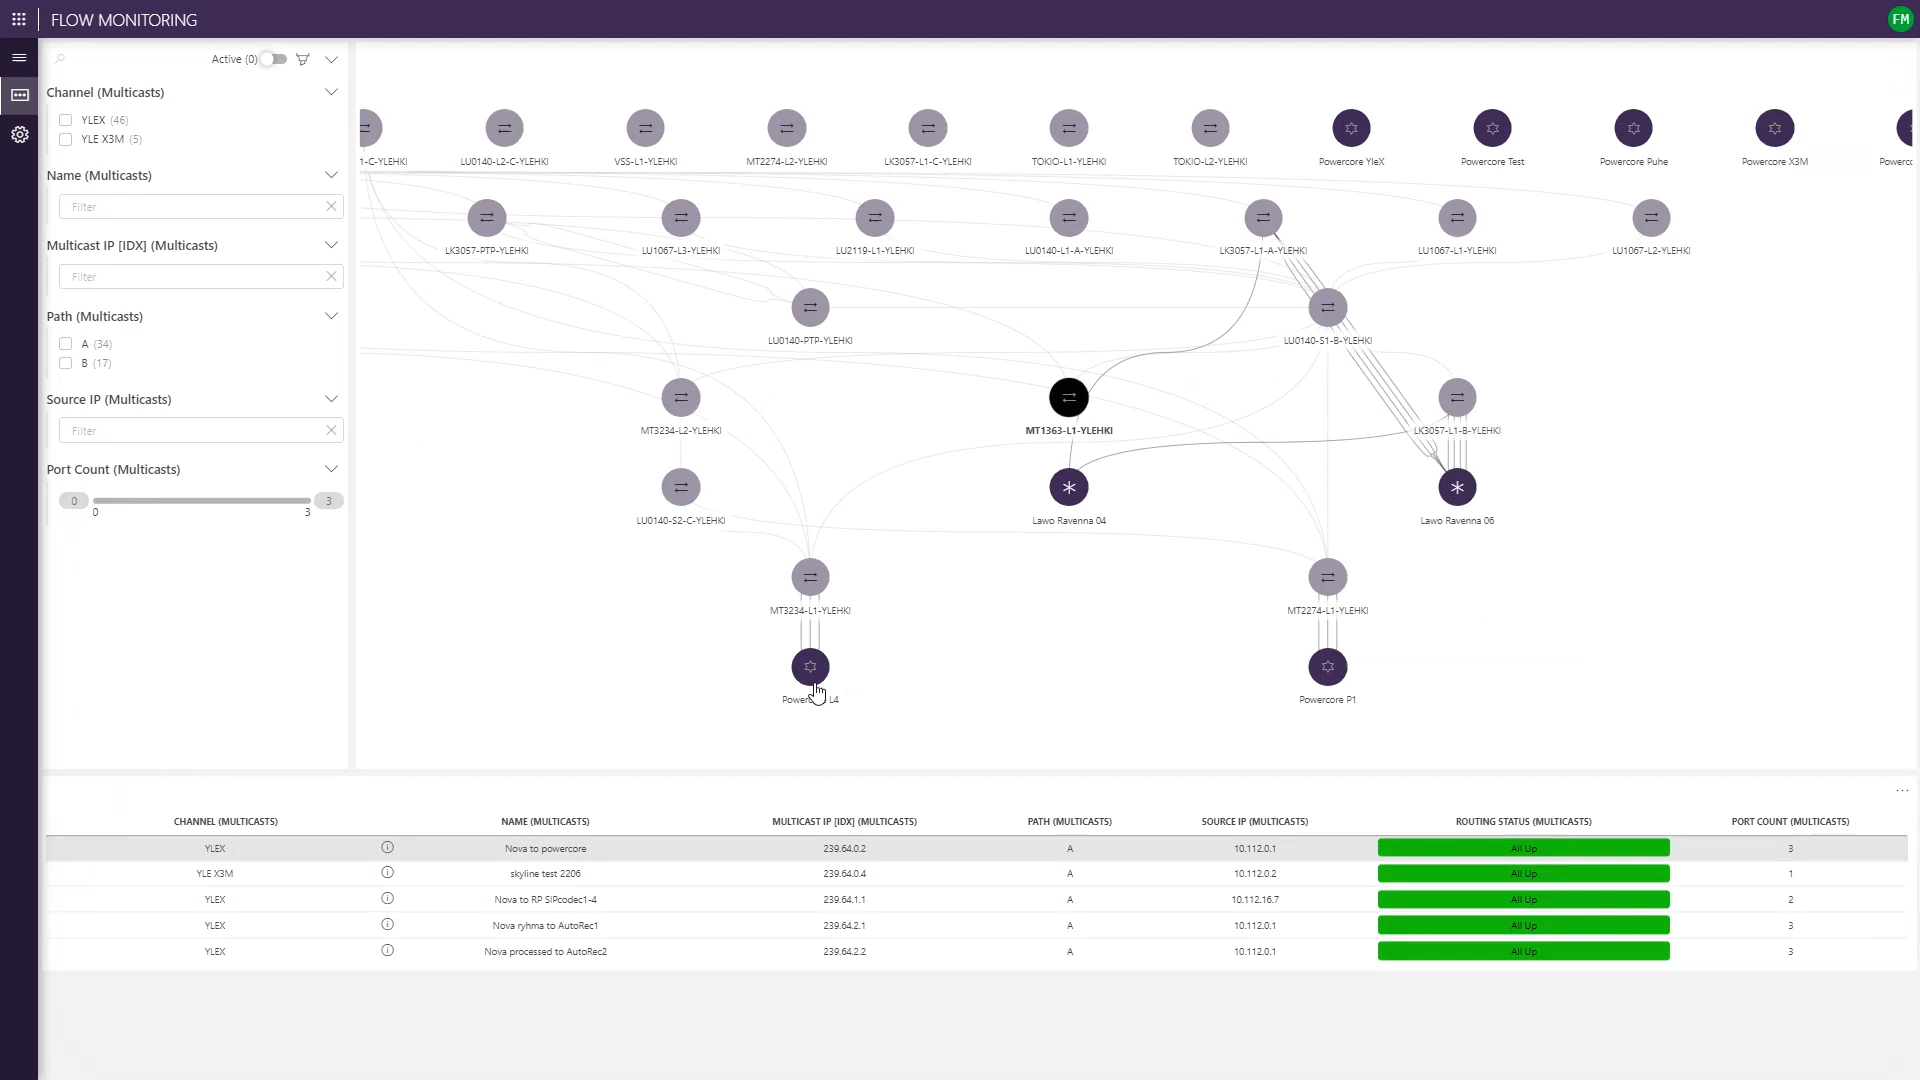 FLOW MONITORING
FM
Active (0)
Channel (Multicasts)
YLEX (46)
YLE X3M (5)
Name (Multicasts)
Filter
Multicast IP [IDX] (Multicasts)
Filter
Path (Multicasts)
A (34)
B (17)
Source IP (Multicasts)
Filter
Port Count (Multicasts)
0 3
0 3
1-C-YLEHKI LU0140-L2-C-YLEHKI VSS-L1-YLEHKI MT2274-L2-YLEHKI LK3057-L1-C-YLEHKI TOKIO-L1-YLEHKI TOKIO-L2-YLEHKI Powercore YleX Powercore Test Powercore Puhe Powercore X3M Powerc
LK3057-PTP-YLEHKI LU1067-L3-YLEHKI LU2119-L1-YLEHKI LU0140-L1-A-YLEHKI LK3057-L1-A-YLEHKI LU1067-L1-YLEHKI LU1067-L2-YLEHKI
LU0140-PTP-YLEHKI LU0140-S1-B-YLEHKI
MT3234-L2-YLEHKI MT1363-L1-YLEHKI LK3057-L1-B-YLEHKI
LU0140-S2-C-YLEHKI Lawo Ravenna 04 Lawo Ravenna 06
MT3234-L1-YLEHKI MT2274-L1-YLEHKI
L4 Powercore P1
CHANNEL (MULTICASTS) NAME (MULTICASTS) MULTICAST IP [IDX] (MULTICASTS) PATH (MULTICASTS) SOURCE IP (MULTICASTS) ROUTING STATUS (MULTICASTS) PORT COUNT (MULTICASTS)
YLEX Nova to powercore 239.64.0.2 A 10.112.0.1 All Up 3
YLE X3M skyline test 2206 239.64.0.4 A 10.112.0.2 All Up 1
YLEX Nova to RP SIPcodec1-4 239.64.1.1 A 10.112.16.7 All Up 2
YLEX Nova ryhma to AutoRec1 239.64.2.1 A 10.112.0.1 All Up 3
YLEX Nova processed to AutoRec2 239.64.2.2 A 10.112.0.1 All Up 3